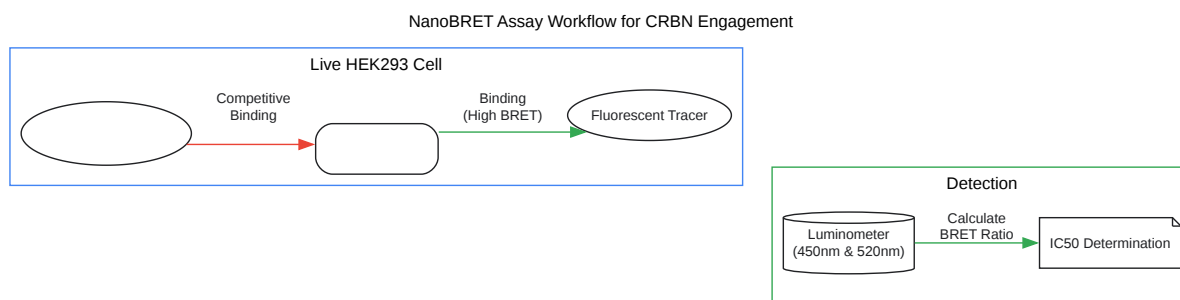 NanoBRET Assay Workflow for CRBN Engagement
Live HEK293 Cell
Competitive
Binding
Binding
(High BRET)
Fluorescent Tracer
Detection
Luminometer
(450nm & 520nm)
Calculate
BRET Ratio
IC50 Determination